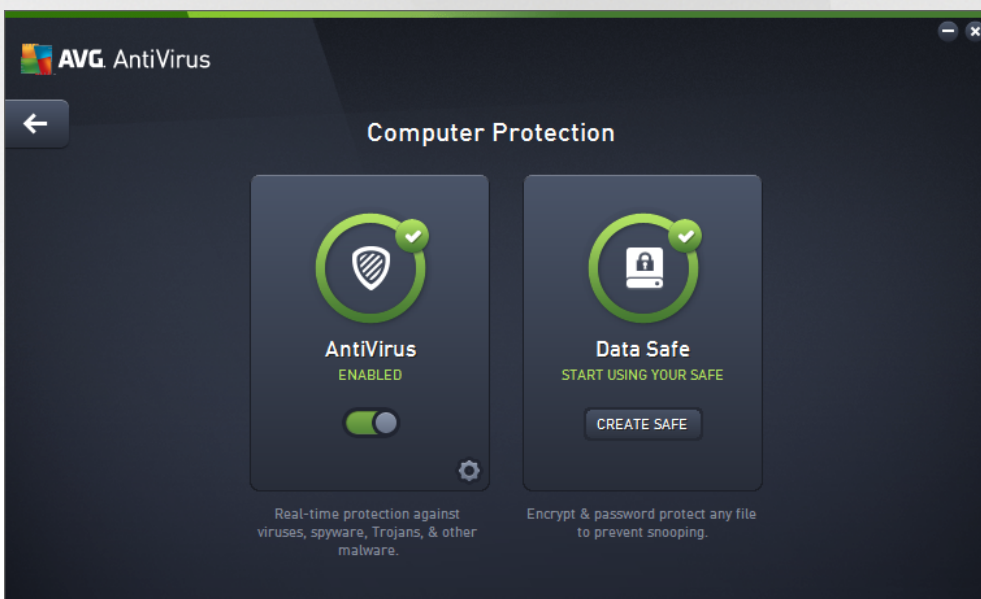 AVG. AntiVirus
Computer Protection
AntiVirus
ENABLED
Real-time protection against
viruses, spyware, Trojans, & other
malware.
Data Safe
START USING YOUR SAFE
CREATE SAFE
Encrypt & password protect any file
to prevent snooping.